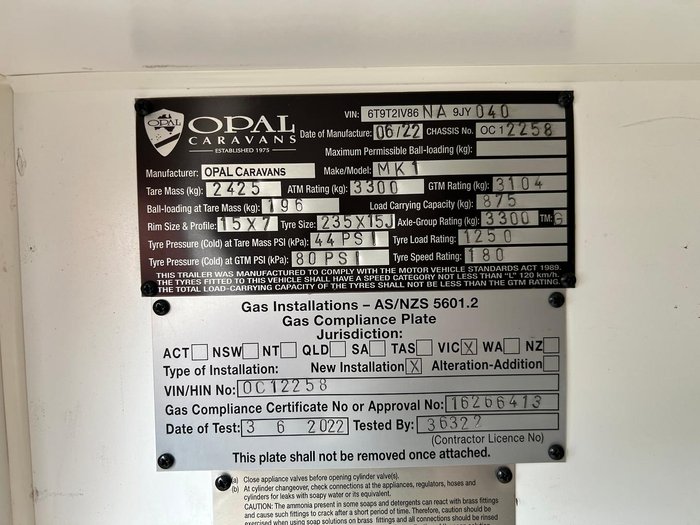 OPAL
OPAL
CARAVANS
ESTABLISHED 1975
VIN: 6T9T2IV86 NA 9JY 040
Date of Manufacture: 06/22 CHASSIS No. OC12258
Maximum Permissible Ball-loading (kg):
Manufacturer: OPAL CARAVANS Make/Model: MK1
Tare Mass (kg): 2425 ATM Rating (kg): 3300 GTM Rating (kg): 3104
Ball-loading at Tare Mass (kg): 196 Load Carrying Capacity (kg): 875
Rim Size & Profile: 15X7 Tyre Size: 235X15J Axle-Group Rating (kg): 3300 TM:
Tyre Pressure (Cold) at Tare Mass PSI (kPa): 44 PSI Tyre Load Rating: 1250
Tyre Pressure (Cold) at GTM PSI (kPa): 80 PSI Tyre Speed Rating: 180
THIS TRAILER WAS MANUFACTURED TO COMPLY WITH THE MOTOR VEHICLE STANDARDS ACT 1989.
THE TYRES FITTED TO THIS VEHICLE SHALL HAVE A SPEED CATEGORY NOT LESS THAN "L" 120 km/h.
THE TOTAL LOAD-CARRYING CAPACITY OF THE TYRES SHALL NOT BE LESS THAN THE GTM RATING.
Gas Installations – AS/NZS 5601.2
Gas Compliance Plate
Jurisdiction:
ACT NSW NT QLD SA TAS VIC X WA NZ
Type of Installation: New Installation X Alteration-Addition
VIN/HIN No: OC12258
Gas Compliance Certificate No or Approval No: 16266413
Date of Test: 3 6 2022 Tested By:
(Contractor Licence No)
This plate shall not be removed once attached.
(a) Close appliance valves before opening cylinder valve(s).
(b) At cylinder changeover, check connections at the appliances, regulators, hoses and
cylinders for leaks with soapy water or its equivalent.
CAUTION: The ammonia present in some soaps and detergents can react with brass fittings
and cause such fittings to crack after a short period of time. Therefore, caution should be
exercised when using soap solutions on brass fittings and all connections should be rinsed